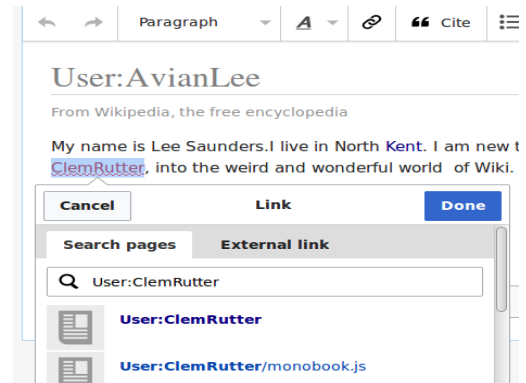 Paragraph A Cite
User:AvianLee
From Wikipedia, the free encyclopedia
My name is Lee Saunders.I live in North Kent. I am new t
ClemRutter, into the weird and wonderful world of Wiki.
Cancel Link Done
Search pages External link
User:ClemRutter
User:ClemRutter
User:ClemRutter/monobook.js